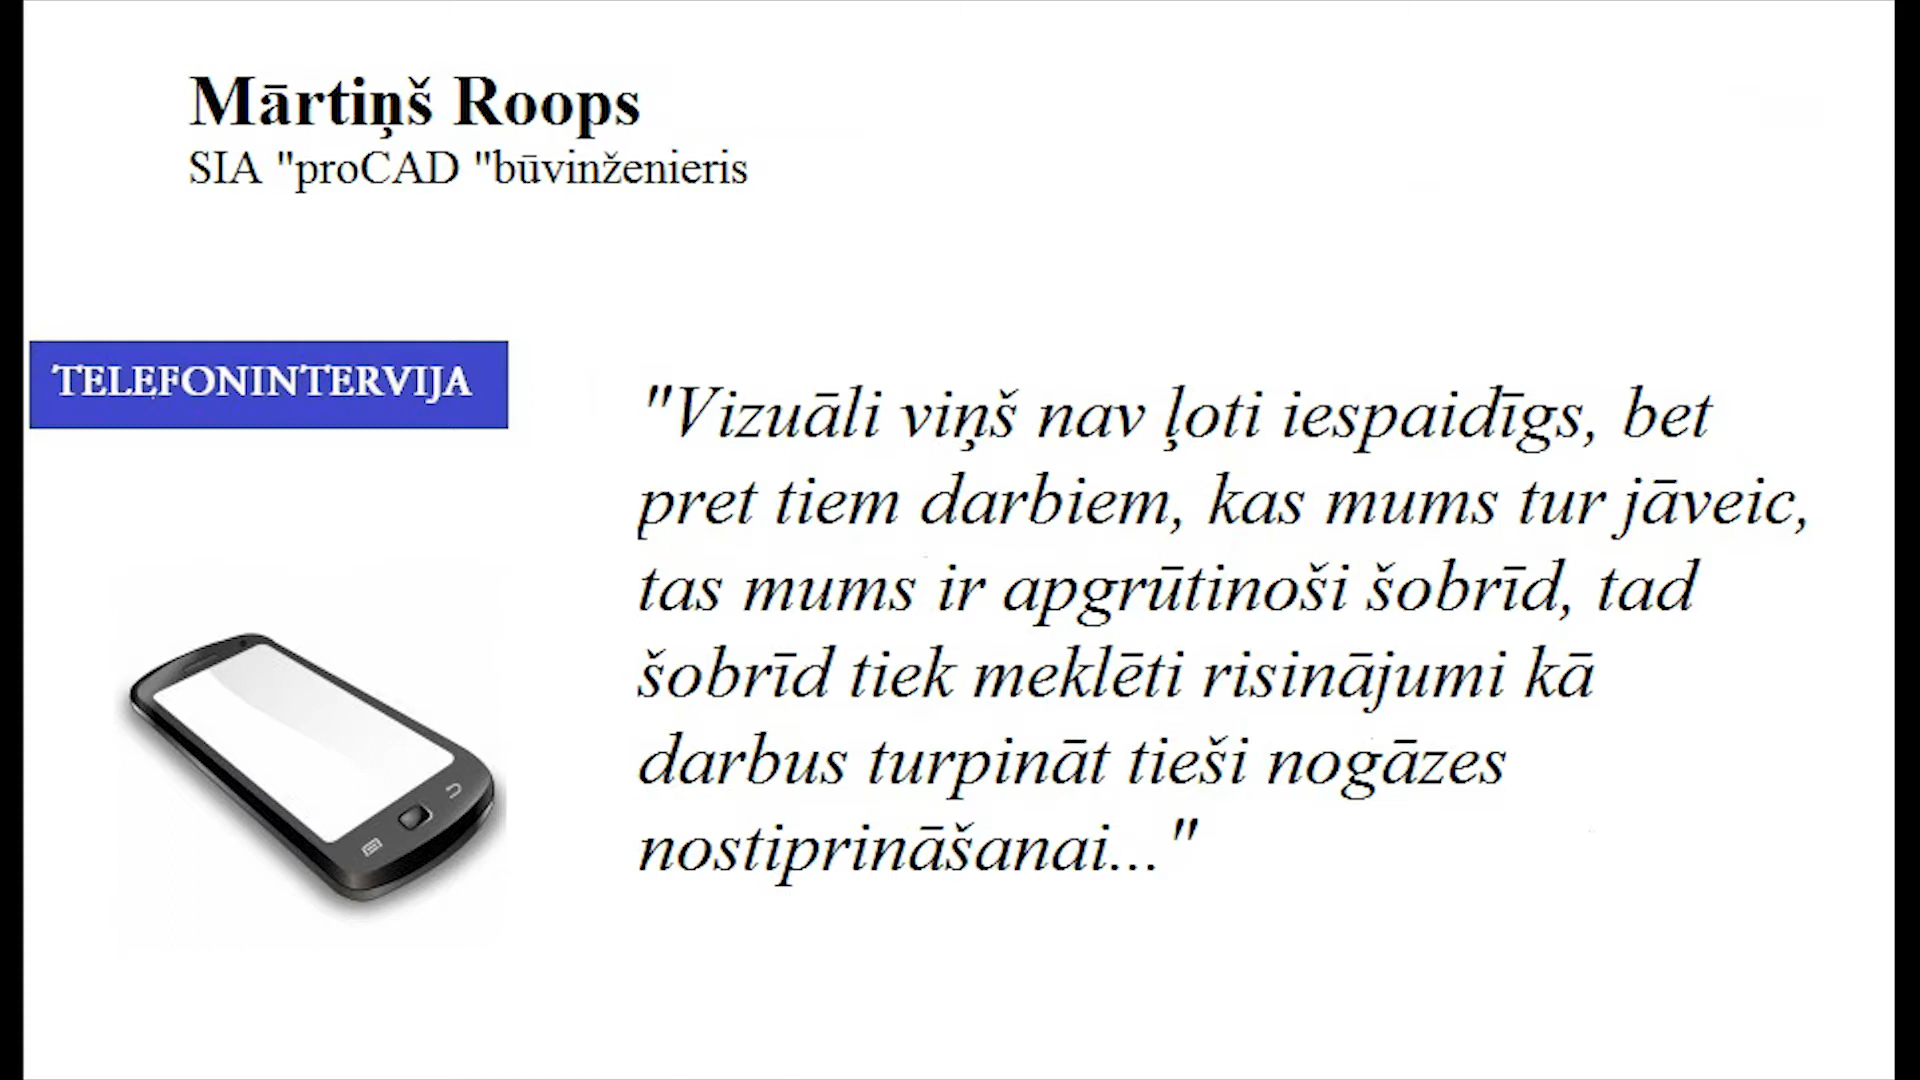 Mārtiņš Roops
SIA "proCAD "būvinženieris
TELEFONINTERVIJA
"Vizuāli viņš nav ļoti iespaidīgs, bet
pret tiem darbiem, kas mums tur jāveic,
tas mums ir apgrūtinoši šobrīd, tad
šobrīd tiek meklēti risinājumi kā
darbus turpināt tieši nogāzes
nostiprināšanai..."